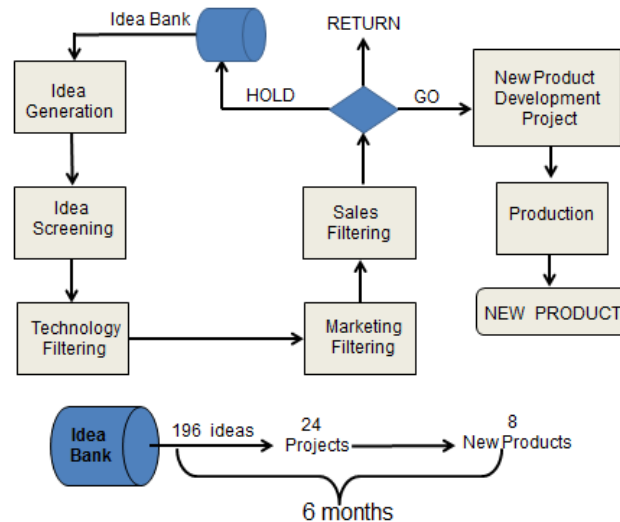 Idea Bank
RETURN
Idea
Generation
HOLD
GO
New Product
Development
Project
Idea
Screening
Sales
Filtering
Production
Technology
Filtering
Marketing
Filtering
NEW PRODUCT
Idea
Bank
196 ideas
24
Projects
8
New Products
6 months